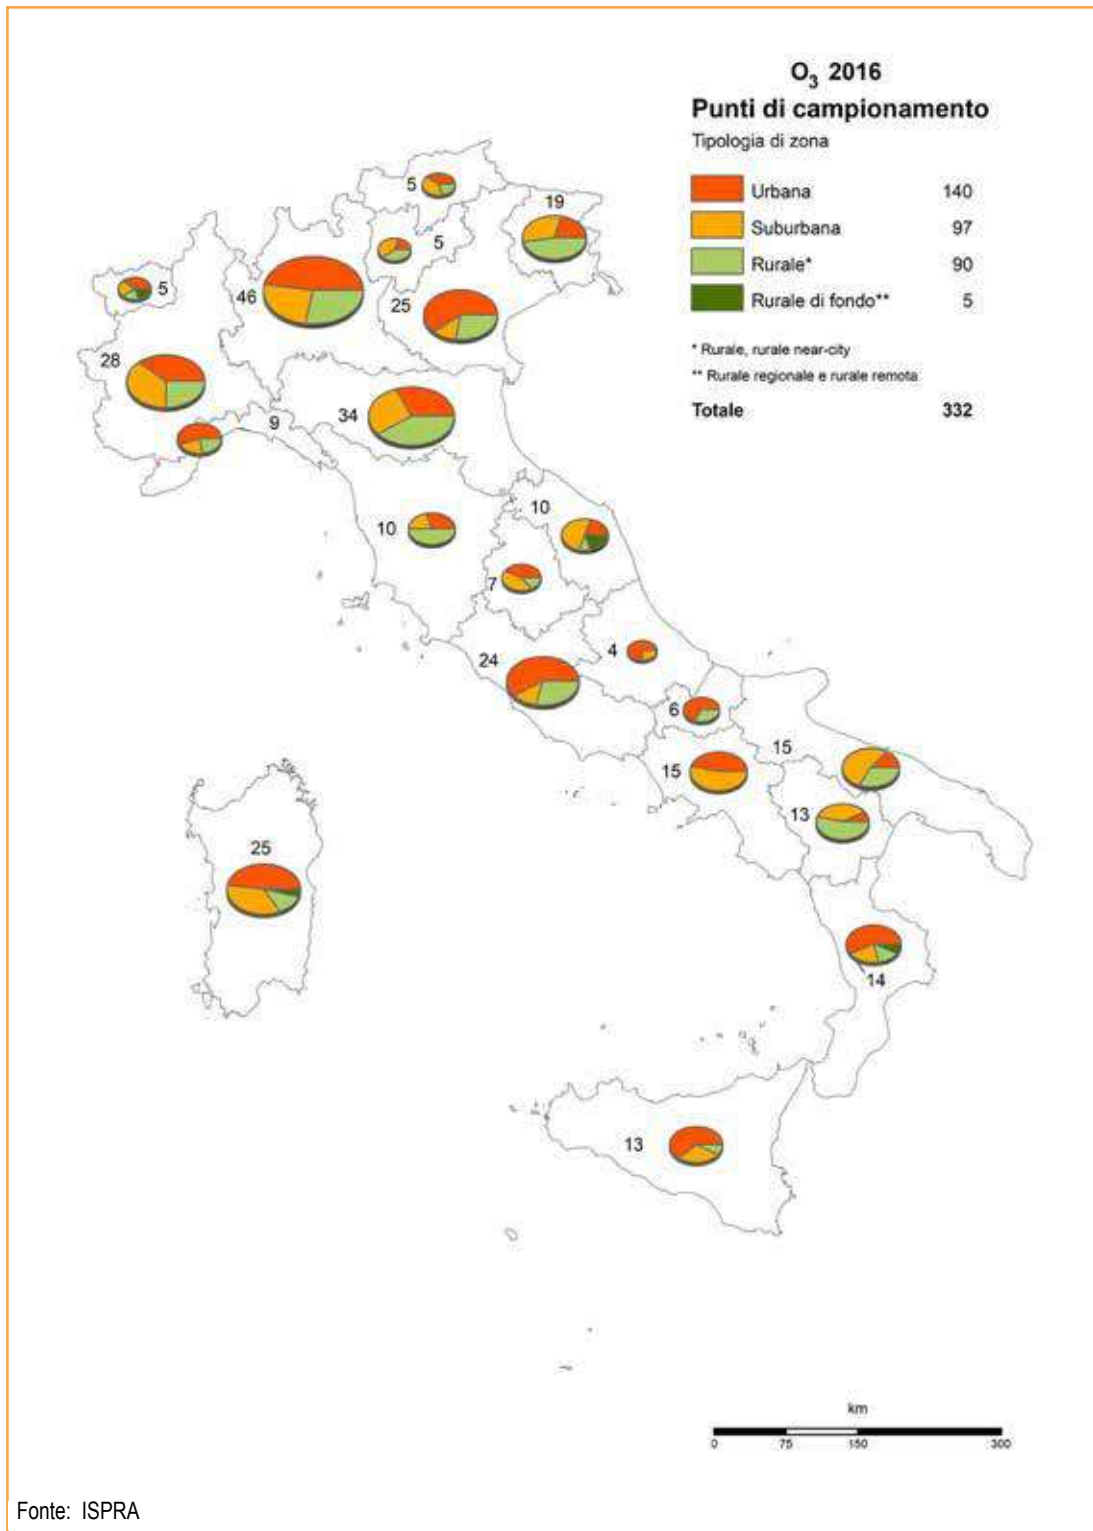 O3 2016
Punti di campionamento
Tipologia di zona
Urbana 140
Suburbana 97
Rurale* 90
Rurale di fondo** 5
* Rurale, rurale near-city
** Rurale regionale e rurale remota
Totale 332
5
19
5
5
46
25
28
34
9
10
10
7
24
4
6
15
15
13
25
14
13
km
0 75 150 300
Fonte: ISPRA